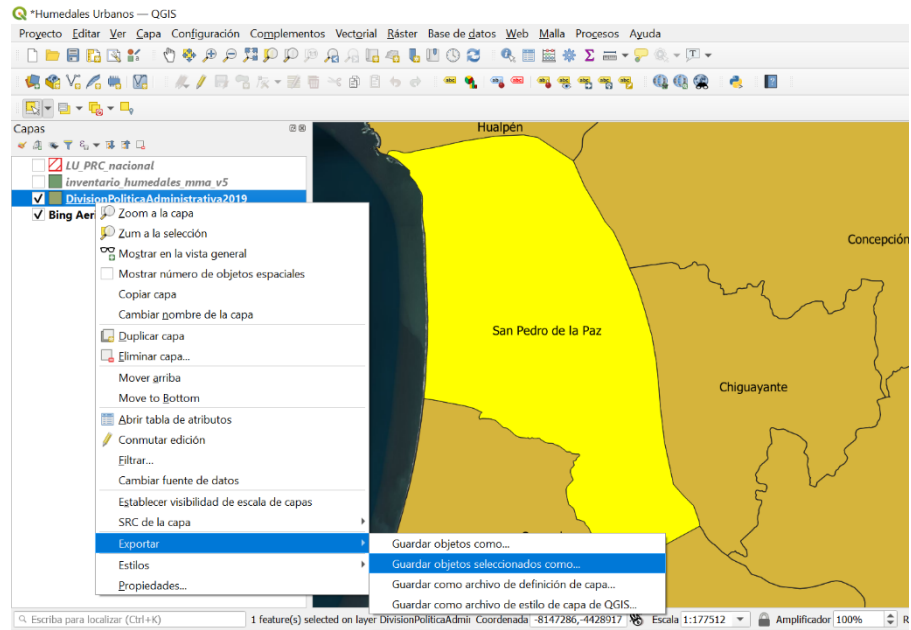 *Humedales Urbanos — QGIS
Proyecto Editar Ver Capa Configuración Complementos Vectorial Ráster Base de datos Web Malla Procesos Ayuda
Capas
LU_PRC_nacional
inventario_humedales_mma_v5
DivisionPoliticaAdministrativa2019
Bing Aer
Zoom a la capa
Zum a la selección
Mostrar en la vista general
Mostrar número de objetos espaciales
Copiar capa
Cambiar nombre de la capa
Duplicar capa
Eliminar capa...
Mover arriba
Move to Bottom
Abrir tabla de atributos
Conmutar edición
Filtrar...
Cambiar fuente de datos
Establecer visibilidad de escala de capas
SRC de la capa
Exportar
Estilos
Propiedades...
Guardar objetos como...
Guardar objetos seleccionados como...
Guardar como archivo de definición de capa...
Guardar como archivo de estilo de capa de QGIS...
Hualpén
Concepción
San Pedro de la Paz
Chiguayante
Escriba para localizar (Ctrl+K) 1 feature(s) selected on layer DivisionPoliticaAdmii Coordenada -8147286,-4428917 Escala 1:177512 Amplificador 100% R